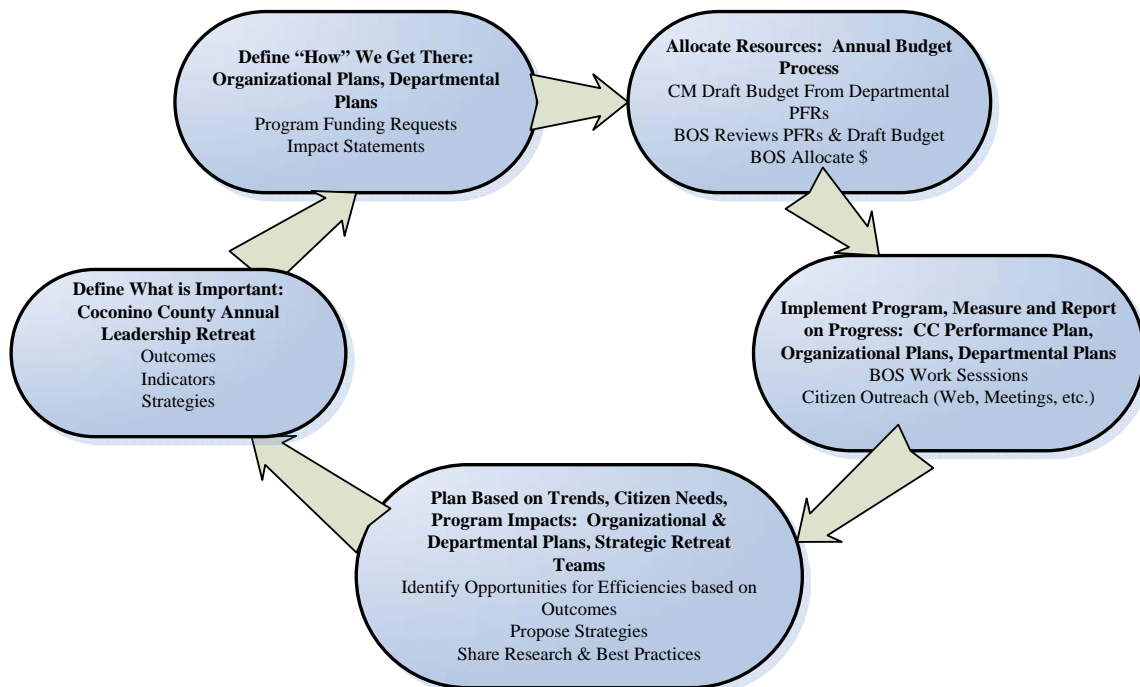 Define “How” We Get There:
Organizational Plans, Departmental
Plans
Program Funding Requests
Impact Statements
Allocate Resources:  Annual Budget
Process
CM Draft Budget From Departmental
PFRs
BOS Reviews PFRs & Draft Budget
BOS Allocate $
Define What is Important:
Coconino County Annual
Leadership Retreat
Outcomes
Indicators
Strategies
Implement Program, Measure and Report
on Progress:  CC Performance Plan,
Organizational Plans, Departmental Plans
BOS Work Sesssions
Citizen Outreach (Web, Meetings, etc.)
Plan Based on Trends, Citizen Needs,
Program Impacts:  Organizational &
Departmental Plans, Strategic Retreat
Teams
Identify Opportunities for Efficiencies based on
Outcomes
Propose Strategies
Share Research & Best Practices